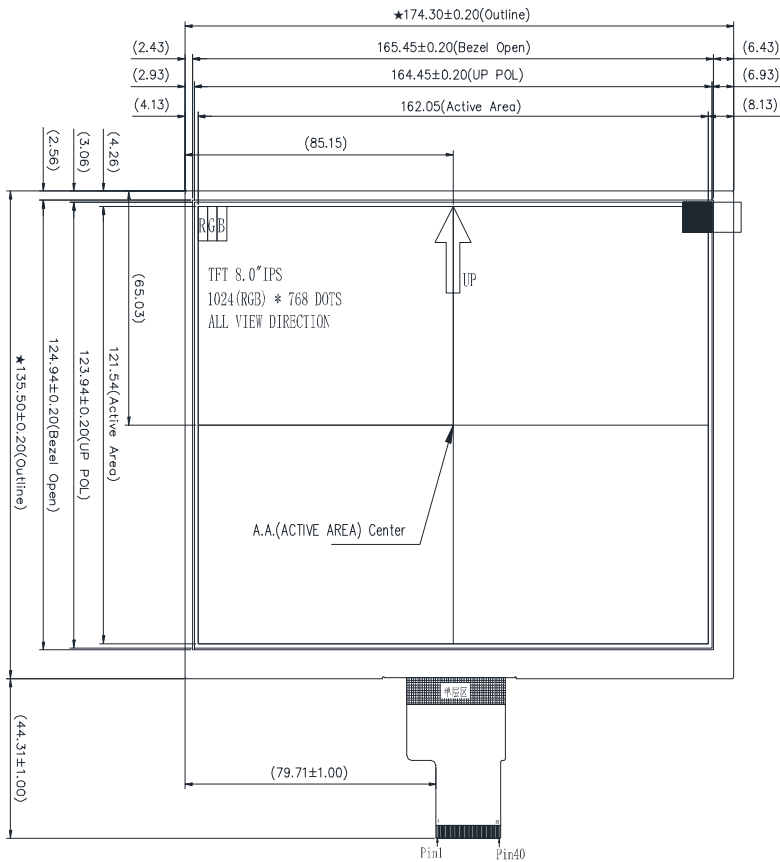 ★174.30±0.20(Outline)
(2.43)
165.45±0.20(Bezel Open)
(6.43)
(2.93)
164.45±0.20(UP POL)
(6.93)
(4.13)
162.05(Active Area)
(8.13)
(85.15)
(2.56)
(3.06)
(4.26)
RGB
TFT 8.0"IPS
1024(RGB) * 768 DOTS
ALL VIEW DIRECTION
UP
(65.03)
★135.50±0.20(Outline)
124.94±0.20(Bezel Open)
123.94±0.20(UP POL)
121.54(Active Area)
A.A.(ACTIVE AREA) Center
单层区
(44.31±1.00)
(79.71±1.00)
Pin1
Pin40